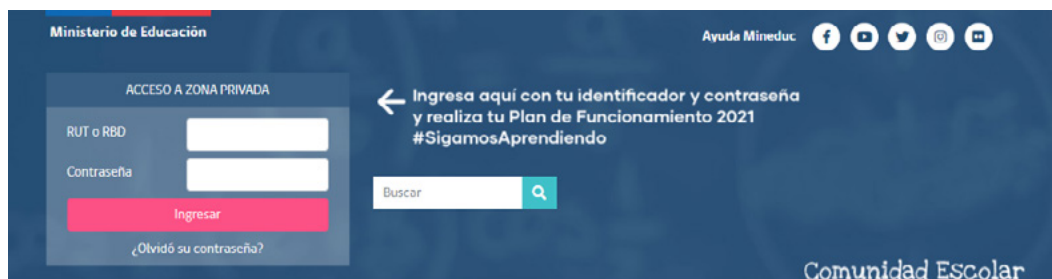 Ministerio de Educación
Ayuda Mineduc
ACCESO A ZONA PRIVADA
RUT o RBD
Contraseña
Ingresar
¿Olvidó su contraseña?
Ingresa aquí con tu identificador y contraseña
y realiza tu Plan de Funcionamiento 2021
#SigamosAprendiendo
Buscar
Comunidad Escolar